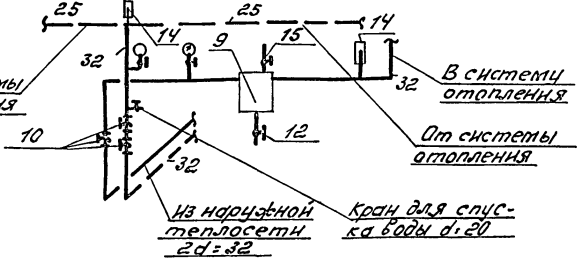 25
25
14
15
14
9
32
32
В систему
отопления
10
12
От системы
отопления
32
Из наружной
теплосети
2d=32
Кран для спус-
ка воды d=20